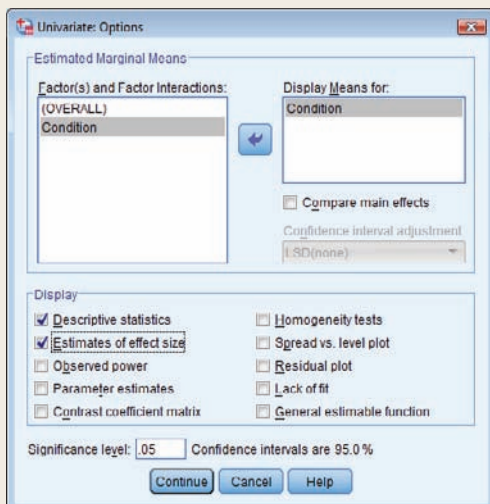 Univariate: Options
Estimated Marginal Means
Factor(s) and Factor Interactions:
(OVERALL)
Condition
Display Means for:
Condition
Compare main effects
Confidence interval adjustment
LSD(none)
Display
Descriptive statistics
Estimates of effect size
Observed power
Parameter estimates
Contrast coefficient matrix
Homogeneity tests
Spread vs. level plot
Residual plot
Lack of fit
General estimable function
Significance level: .05 Confidence intervals are 95.0 %
Continue Cancel Help